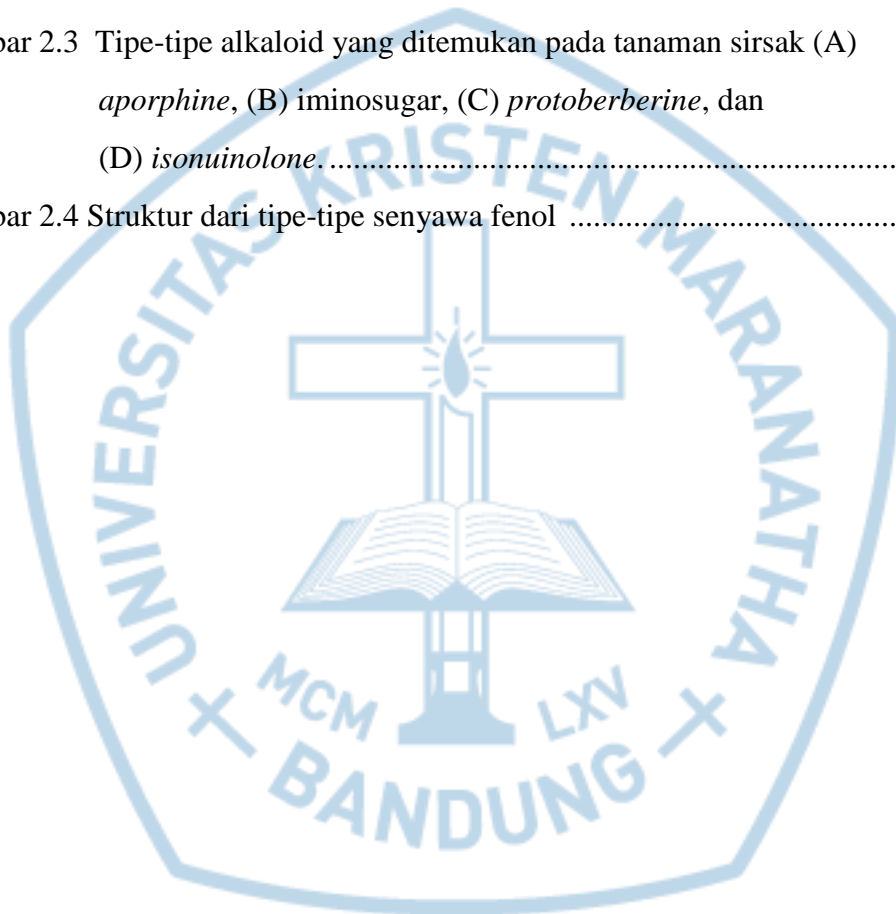 bar 2.3 Tipe-tipe alkaloid yang ditemukan pada tanaman sirsak (A)
aporphine, (B) iminosugar, (C) protoberberine, dan
(D) isonuinolone. ......................................................................
bar 2.4 Struktur dari tipe-tipe senyawa fenol ........................................
UNIVERSITAS KRISTEN MARANATHA
MCM LXV
BANDUNG